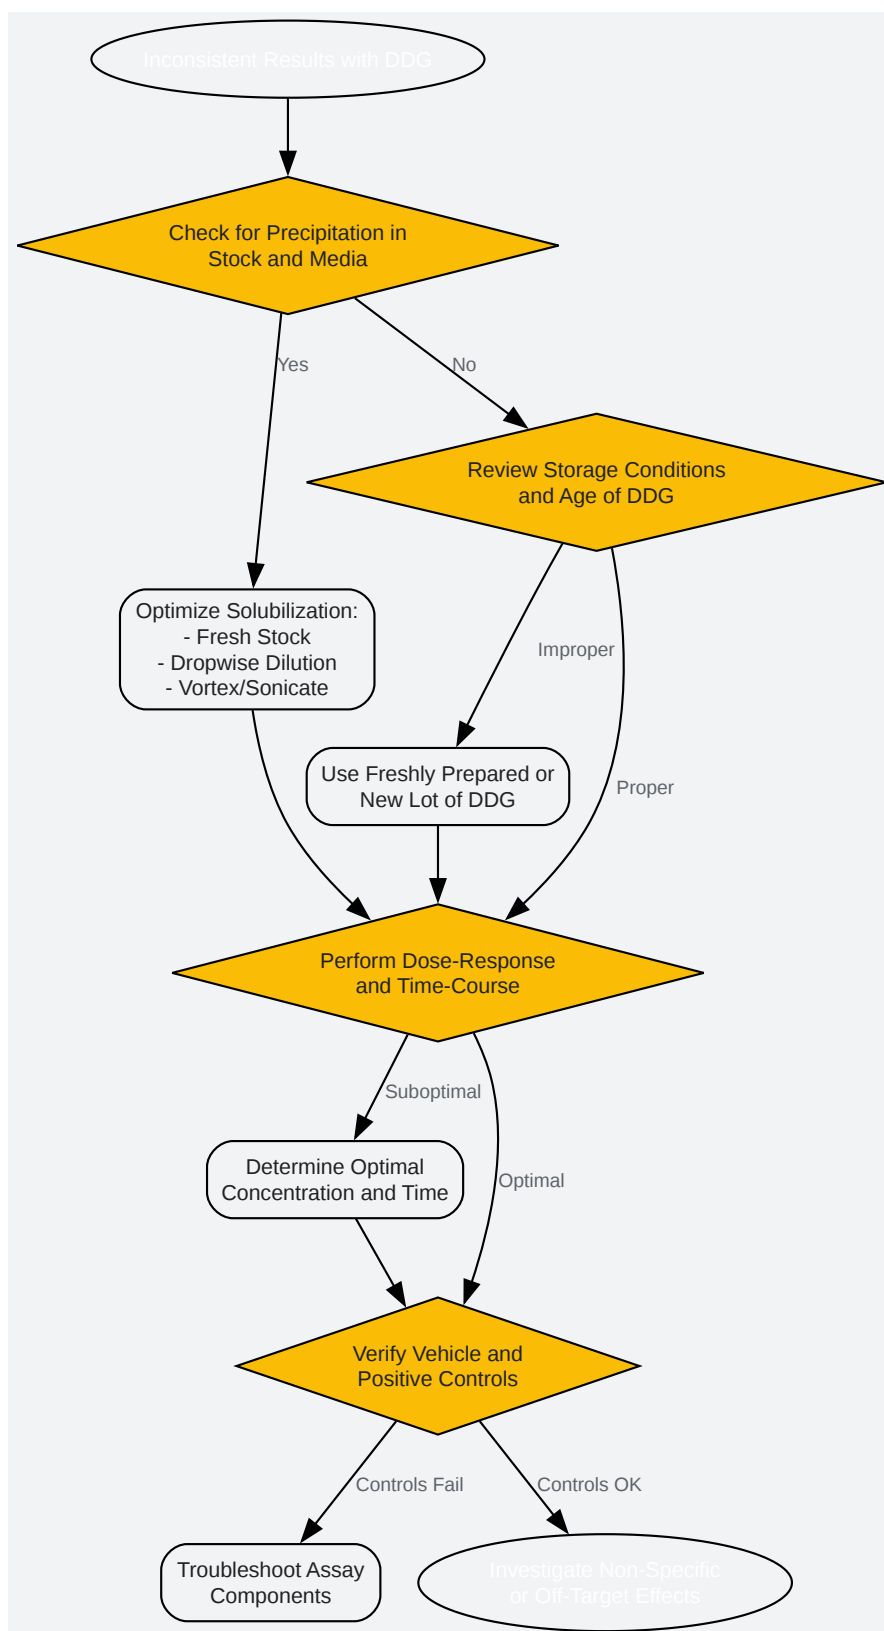 Inconsistent Results with DDG
Check for Precipitation in
Stock and Media
Yes
No
Review Storage Conditions
and Age of DDG
Optimize Solubilization:
- Fresh Stock
- Dropwise Dilution
- Vortex/Sonicate
Improper
Use Freshly Prepared or
New Lot of DDG
Proper
Perform Dose-Response
and Time-Course
Suboptimal
Determine Optimal
Concentration and Time
Optimal
Verify Vehicle and
Positive Controls
Controls Fail
Controls OK
Troubleshoot Assay
Components
Investigate Non-Specific
or Off-Target Effects